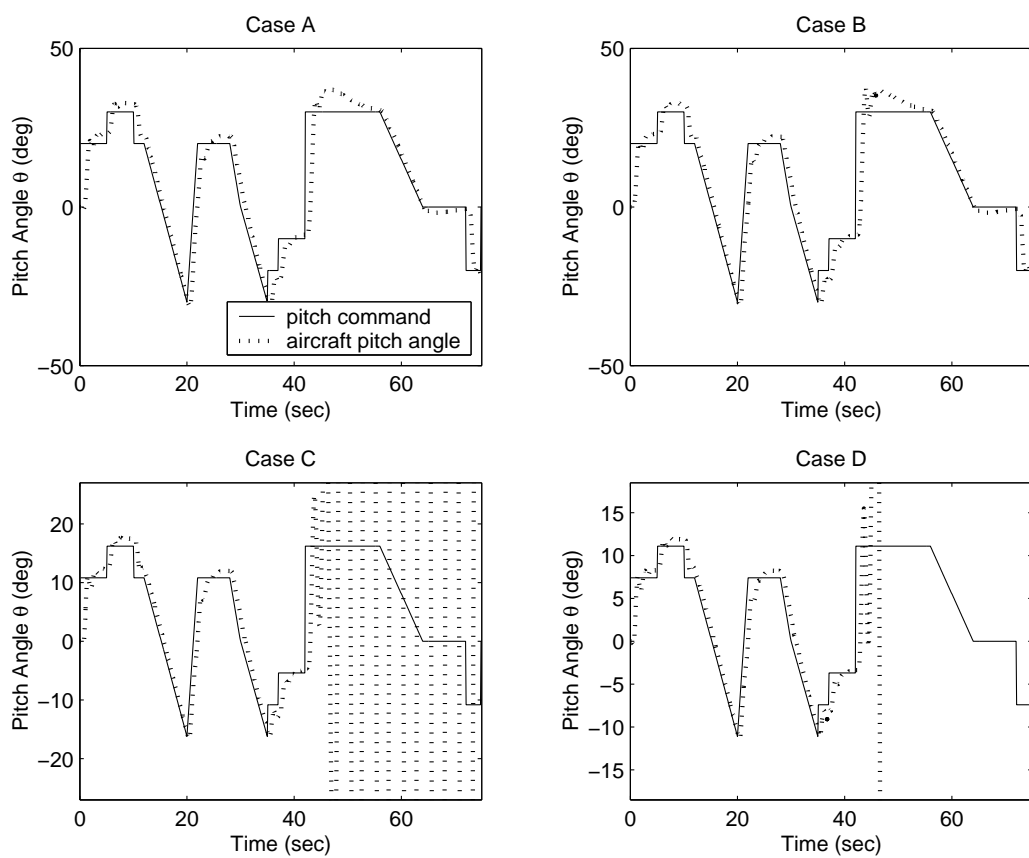 Case A
50
0
−50
Pitch Angle θ (deg)
0
20
40
60
Time (sec)
pitch command
aircraft pitch angle
Case B
50
0
−50
Pitch Angle θ (deg)
0
20
40
60
Time (sec)
Case C
20
10
0
−10
−20
Pitch Angle θ (deg)
0
20
40
60
Time (sec)
Case D
15
10
5
0
−5
−10
−15
Pitch Angle θ (deg)
0
20
40
60
Time (sec)